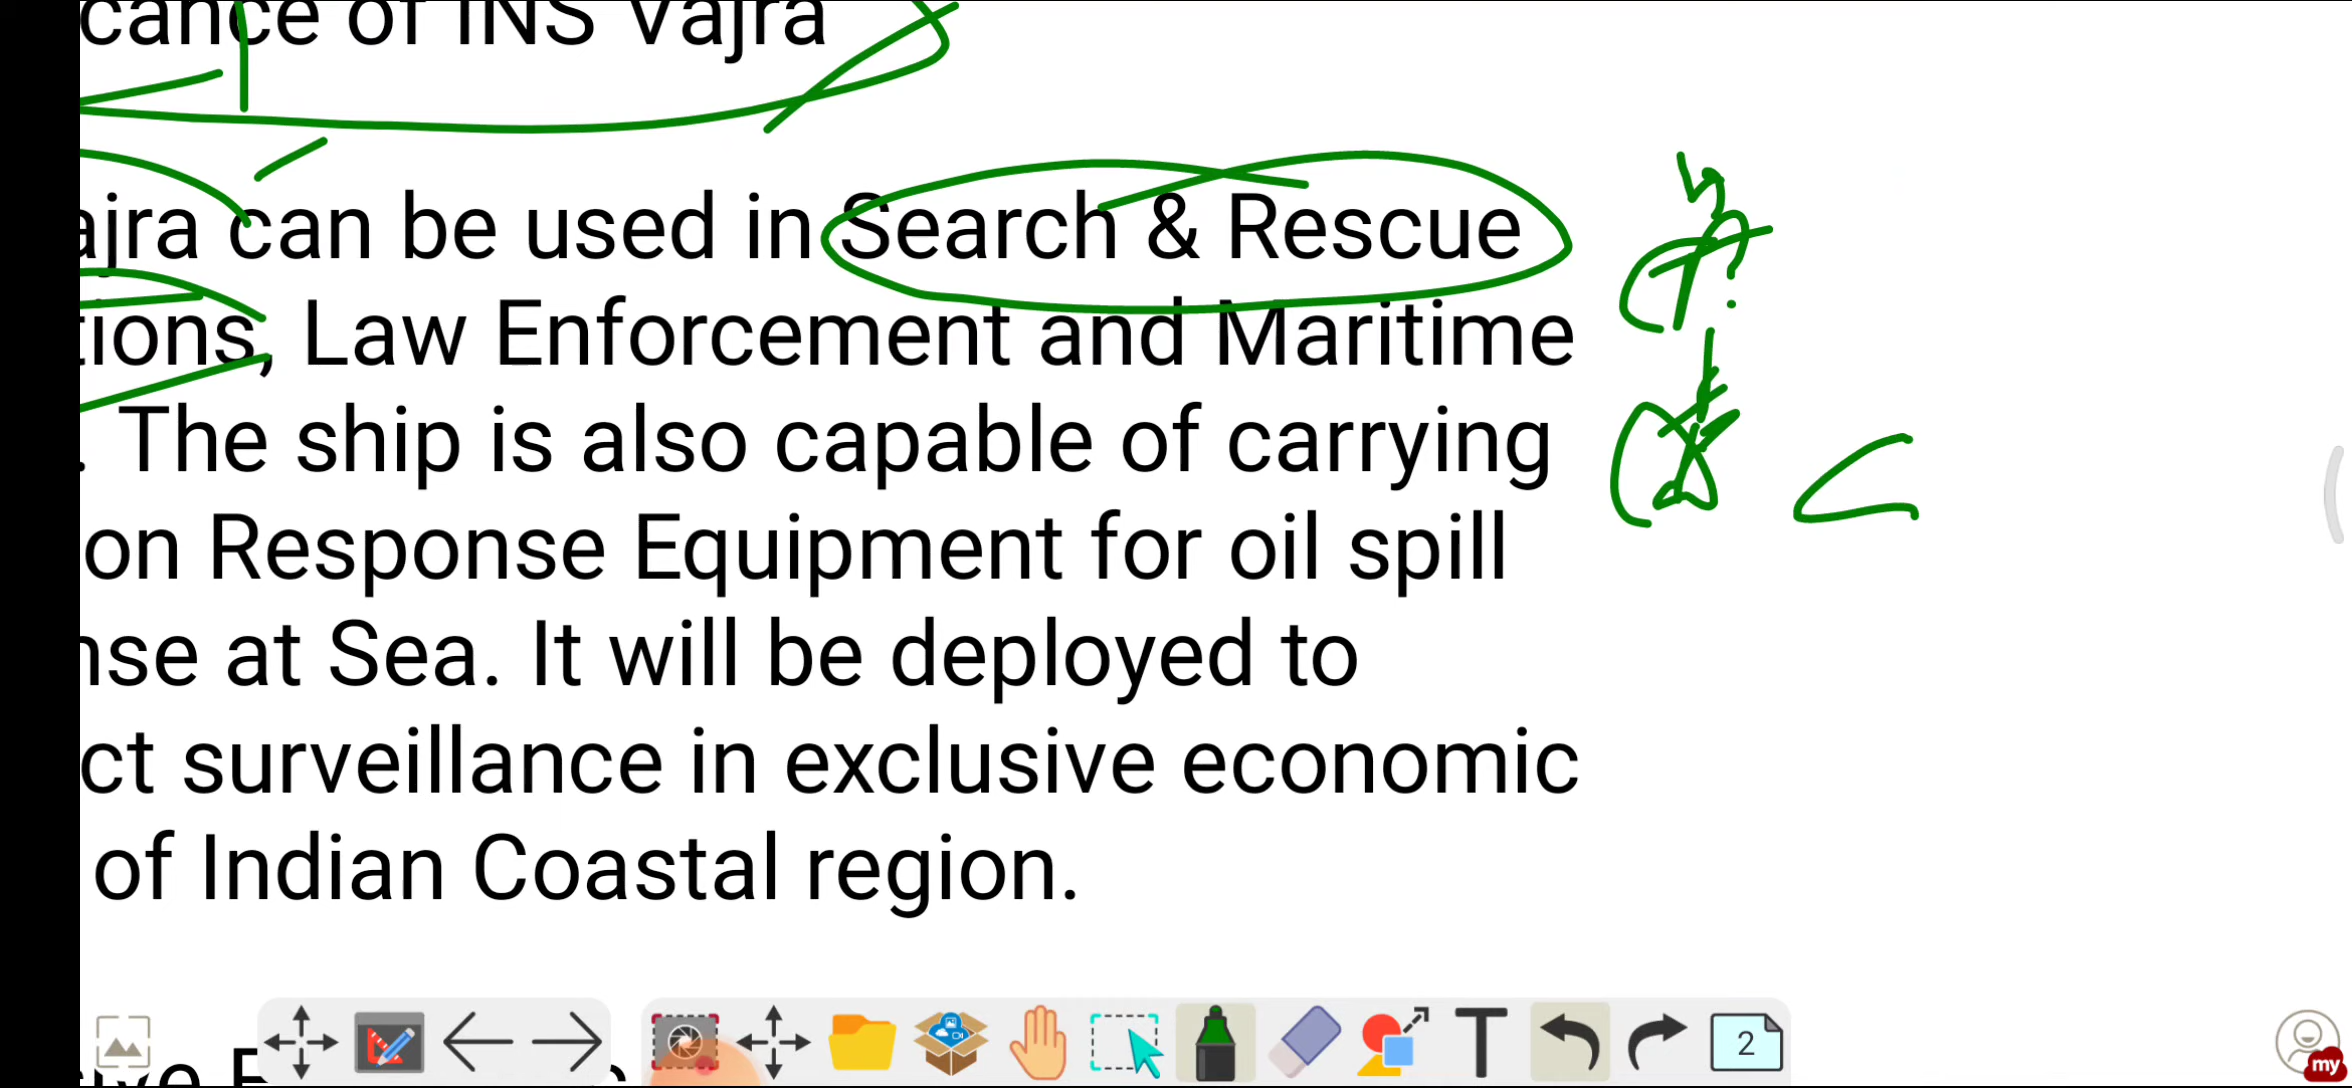 cance of INS Vajra
ajra can be used in Search & Rescue
tions, Law Enforcement and Maritime
. The ship is also capable of carrying
on Response Equipment for oil spill
nse at Sea. It will be deployed to
ct surveillance in exclusive economic
of Indian Coastal region.
T 2
my